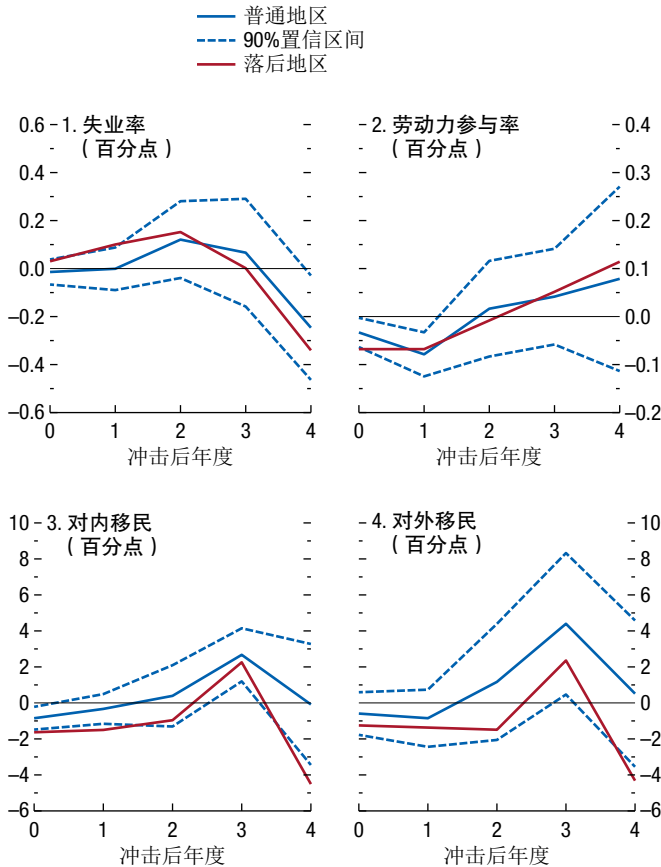 普通地区
90%置信区间
落后地区
1. 失业率
（百分点）
0.6
0.4
0.2
0.0
–0.2
–0.4
–0.6
0 1 2 3 4
冲击后年度
2. 劳动力参与率
（百分点）
0.4
0.3
0.2
0.1
0.0
–0.1
–0.2
0 1 2 3 4
冲击后年度
3. 对内移民
（百分点）
10
8
6
4
2
0
–2
–4
–6
0 1 2 3 4
冲击后年度
4. 对外移民
（百分点）
10
8
6
4
2
0
–2
–4
–6
0 1 2 3 4
冲击后年度